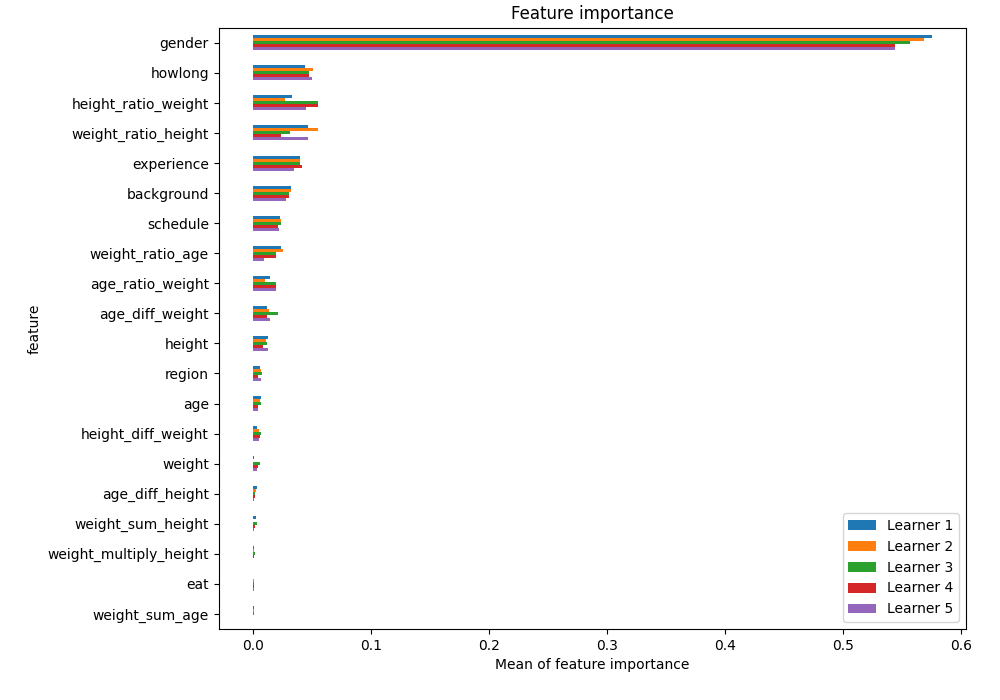 Feature importance
gender
howlong
height_ratio_weight
weight_ratio_height
experience
background
schedule
weight_ratio_age
age_ratio_weight
age_diff_weight
height
region
age
height_diff_weight
weight
age_diff_height
weight_sum_height
weight_multiply_height
eat
weight_sum_age
feature
Learner 1
Learner 2
Learner 3
Learner 4
Learner 5
0.0 0.1 0.2 0.3 0.4 0.5 0.6
Mean of feature importance